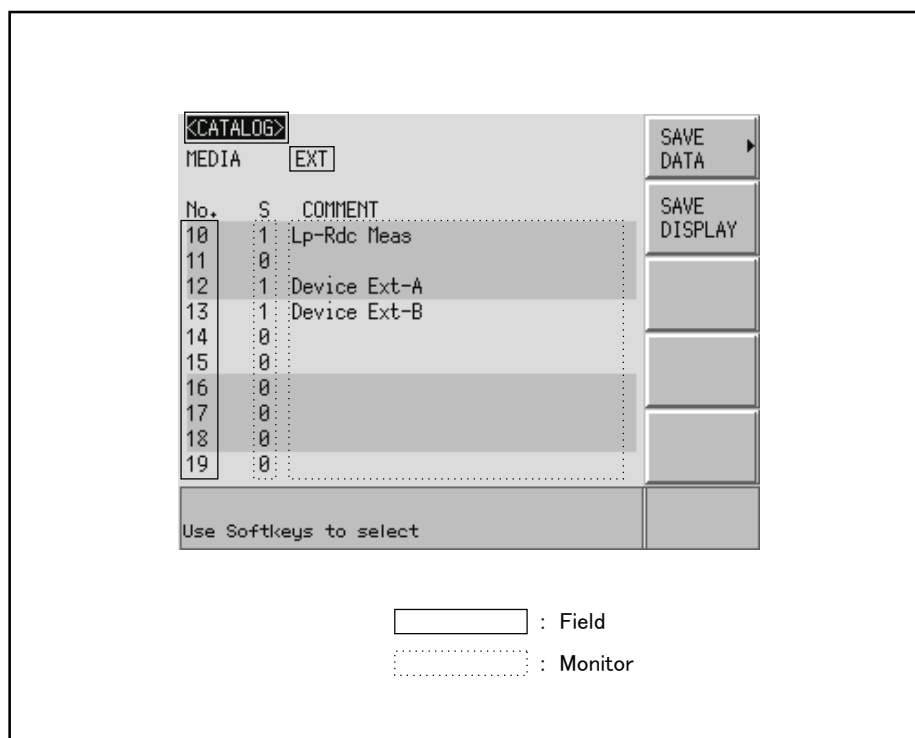 <CATALOG>
MEDIA EXT
No. S COMMENT
10 1 Lp-Rdc Meas
11 0
12 1 Device Ext-A
13 1 Device Ext-B
14 0
15 0
16 0
17 0
18 0
19 0
Use Softkeys to select
SAVE
DATA
SAVE
DISPLAY
: Field
: Monitor